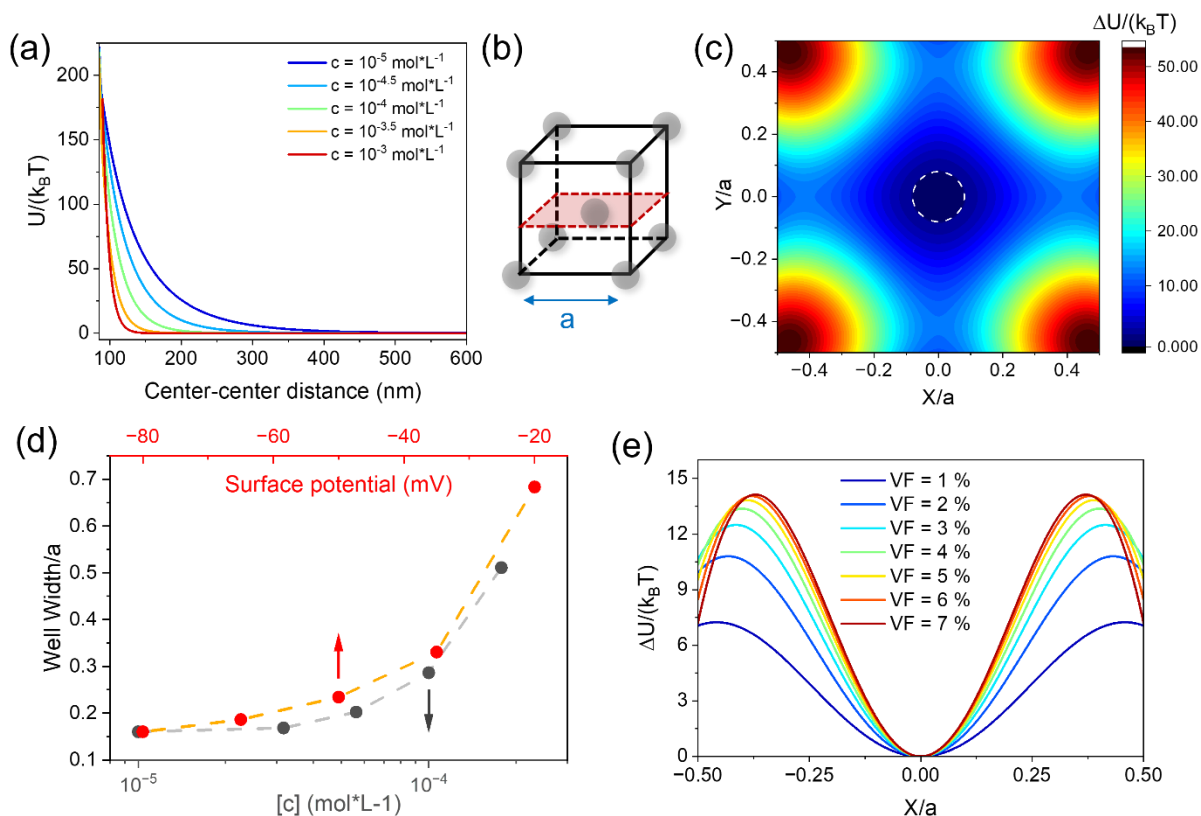 (a)
U/(k_BT)
200
150
100
50
0
100 200 300 400 500 600
Center-center distance (nm)
c = 10⁻⁵ mol*L⁻¹
c = 10⁻⁴·⁵ mol*L⁻¹
c = 10⁻⁴ mol*L⁻¹
c = 10⁻³·⁵ mol*L⁻¹
c = 10⁻³ mol*L⁻¹
(b)
a
(c)
ΔU/(k_BT)
50.00
40.00
30.00
20.00
10.00
0.000
Y/a
0.4
0.2
0.0
−0.2
−0.4
−0.4 −0.2 0.0 0.2 0.4
X/a
(d)
−80 −60 −40 −20
Surface potential (mV)
Well Width/a
0.7
0.6
0.5
0.4
0.3
0.2
0.1
10⁻⁵ 10⁻⁴
[c] (mol*L-1)
(e)
ΔU/(k_BT)
15
12
9
6
3
0
−0.50 −0.25 0.00 0.25 0.50
X/a
VF = 1 %
VF = 2 %
VF = 3 %
VF = 4 %
VF = 5 %
VF = 6 %
VF = 7 %